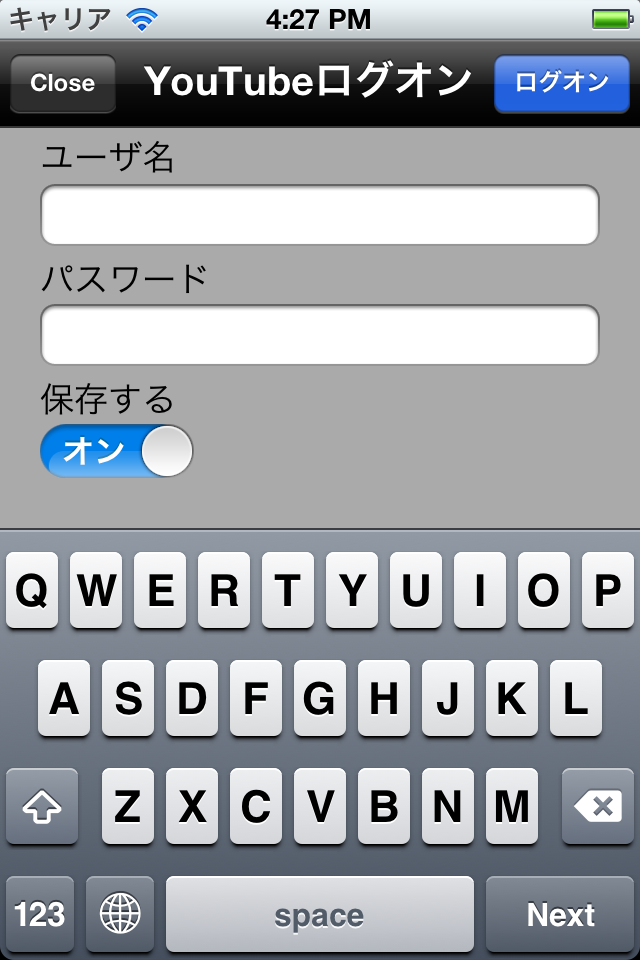 キャリア 4:27 PM
Close YouTubeログオン ログオン
ユーザ名
パスワード
保存する
オン
Q W E R T Y U I O P
A S D F G H J K L
Z X C V B N M
123 space Next